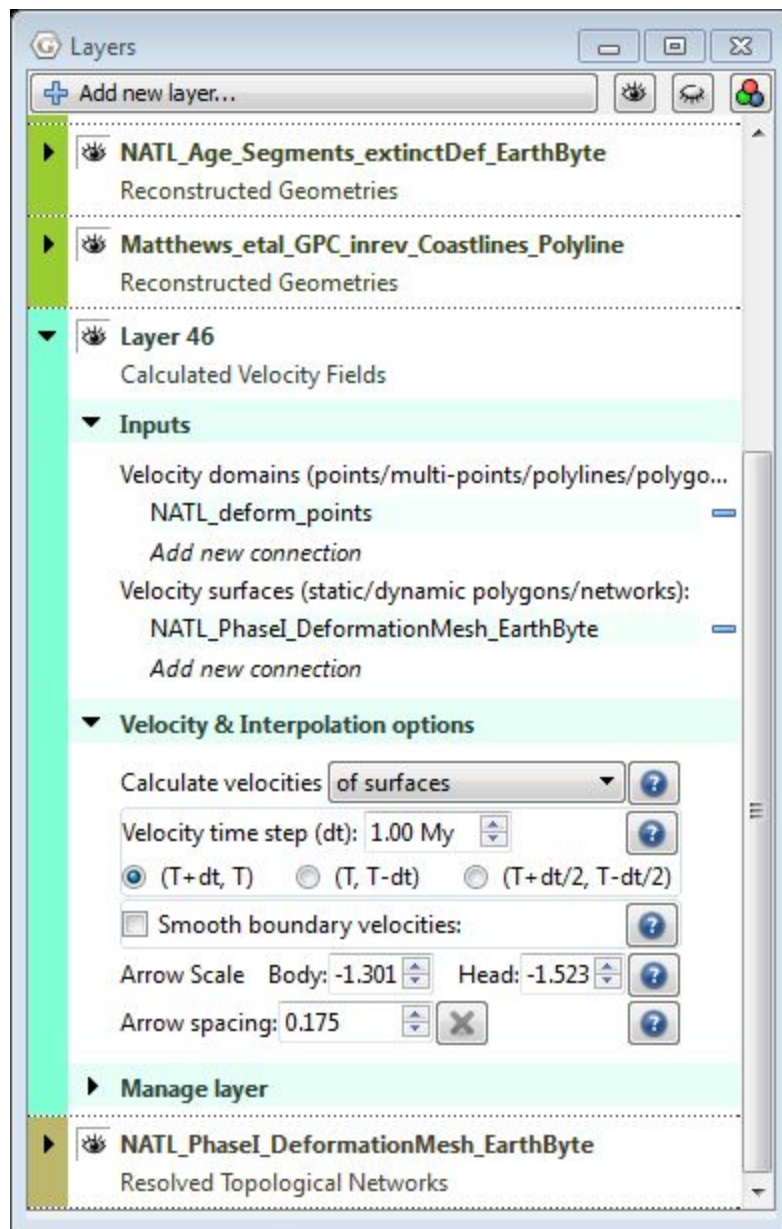 Layers
Add new layer...
NATL_Age_Segments_extinctDef_EarthByte
Reconstructed Geometries
Matthews_etal_GPC_inrev_Coastlines_Polyline
Reconstructed Geometries
Layer 46
Calculated Velocity Fields
Inputs
Velocity domains (points/multi-points/polylines/polygo...
NATL_deform_points
Add new connection
Velocity surfaces (static/dynamic polygons/networks):
NATL_PhaseI_DeformationMesh_EarthByte
Add new connection
Velocity & Interpolation options
Calculate velocities of surfaces
Velocity time step (dt): 1.00 My
(T+dt, T) (T, T-dt) (T+dt/2, T-dt/2)
Smooth boundary velocities:
Arrow Scale Body: -1.301 Head: -1.523
Arrow spacing: 0.175
Manage layer
NATL_PhaseI_DeformationMesh_EarthByte
Resolved Topological Networks